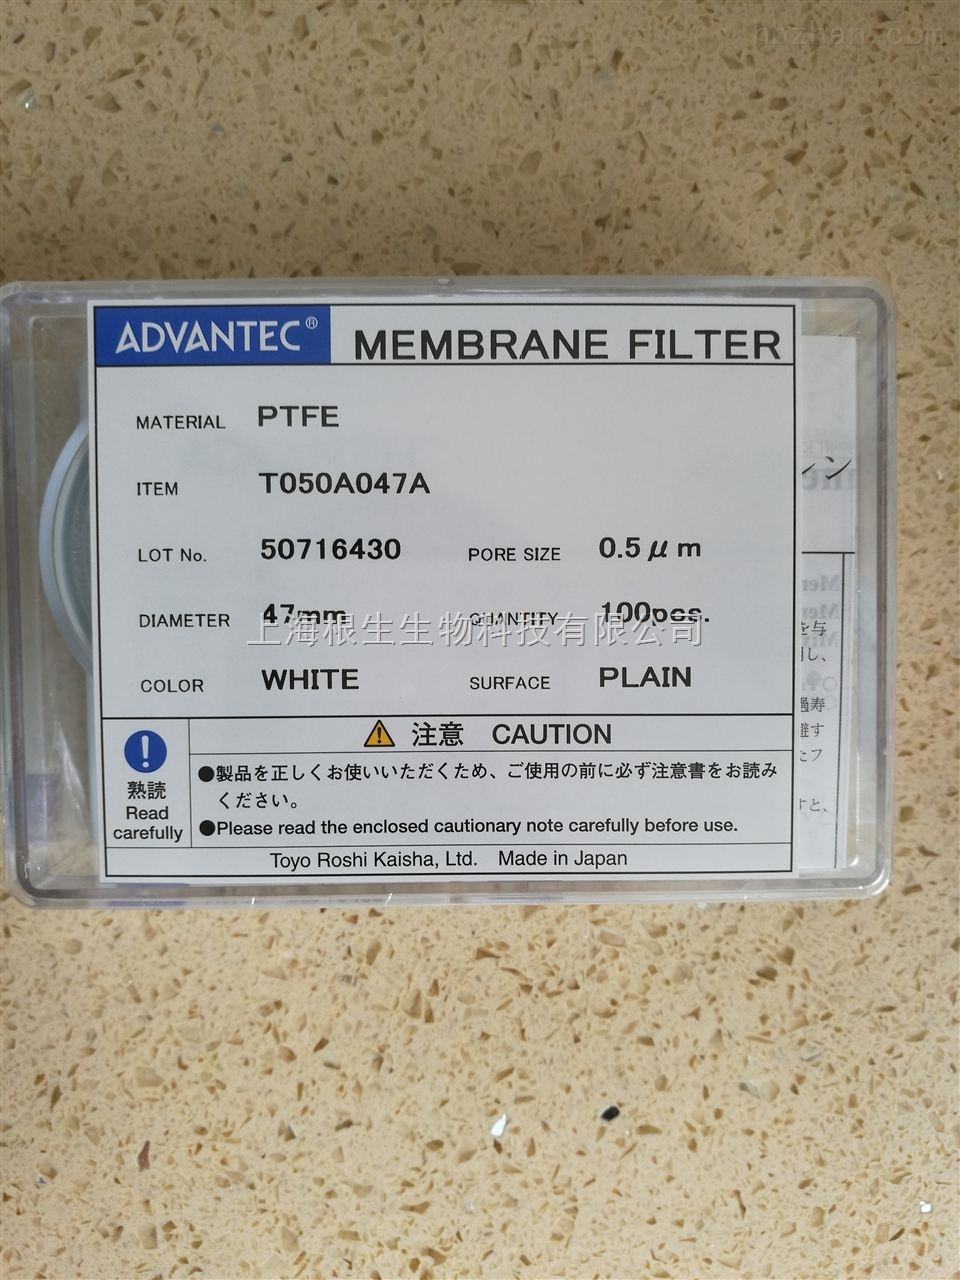 hbzhan.com
ADVANTEC® MEMBRANE FILTER
MATERIAL PTFE
ITEM T050A047A
LOT No. 50716430 PORE SIZE 0.5μm
DIAMETER 47mm QUANTITY 100pcs.
上海根生生物科技有限公司
COLOR WHITE SURFACE PLAIN
注意 CAUTION
熟読
Read
carefully
●製品を正しくお使いいただくため、ご使用の前に必ず注意書をお読み
ください。
●Please read the enclosed cautionary note carefully before use.
Toyo Roshi Kaisha, Ltd. Made in Japan